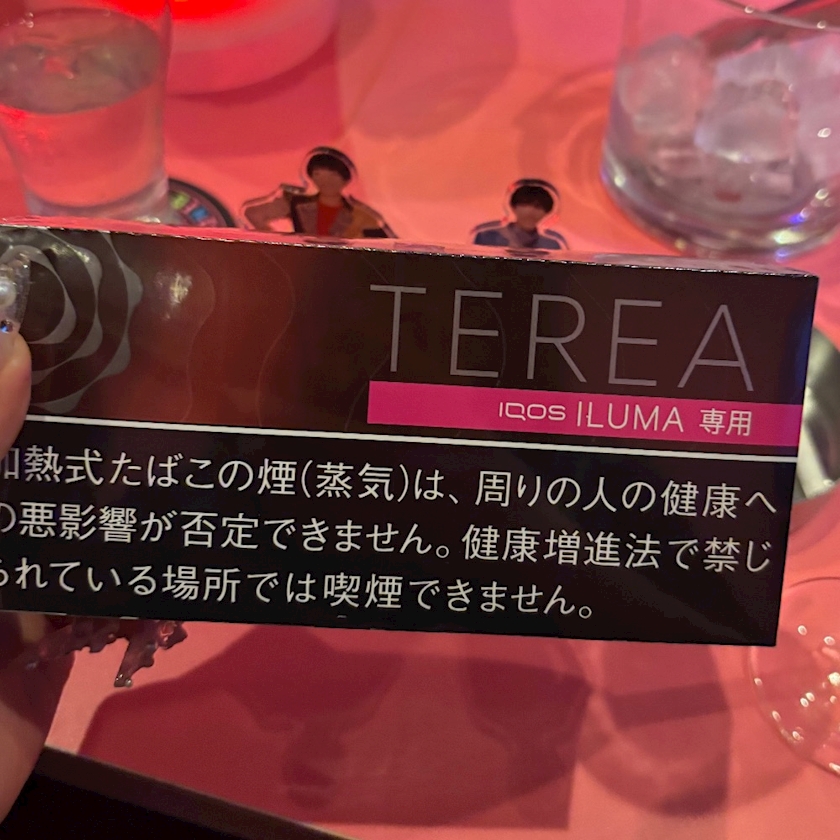 TEREA
IQOS ILUMA 専用
加熱式たばこの煙(蒸気)は、周りの人の健康へ
の悪影響が否定できません。健康増進法で禁じ
られている場所では喫煙できません。